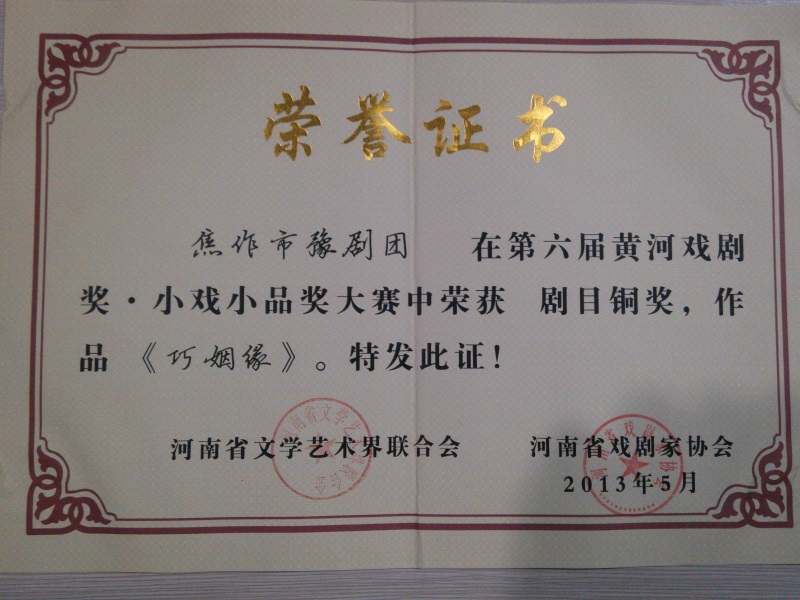 荣誉证书
焦作市豫剧团 在第六届黄河戏剧
奖·小戏小品奖大赛中荣获 剧目铜奖，作
品《巧姻缘》。特发此证！
河南省文学艺术界联合会 河南省戏剧家协会
2013年5月